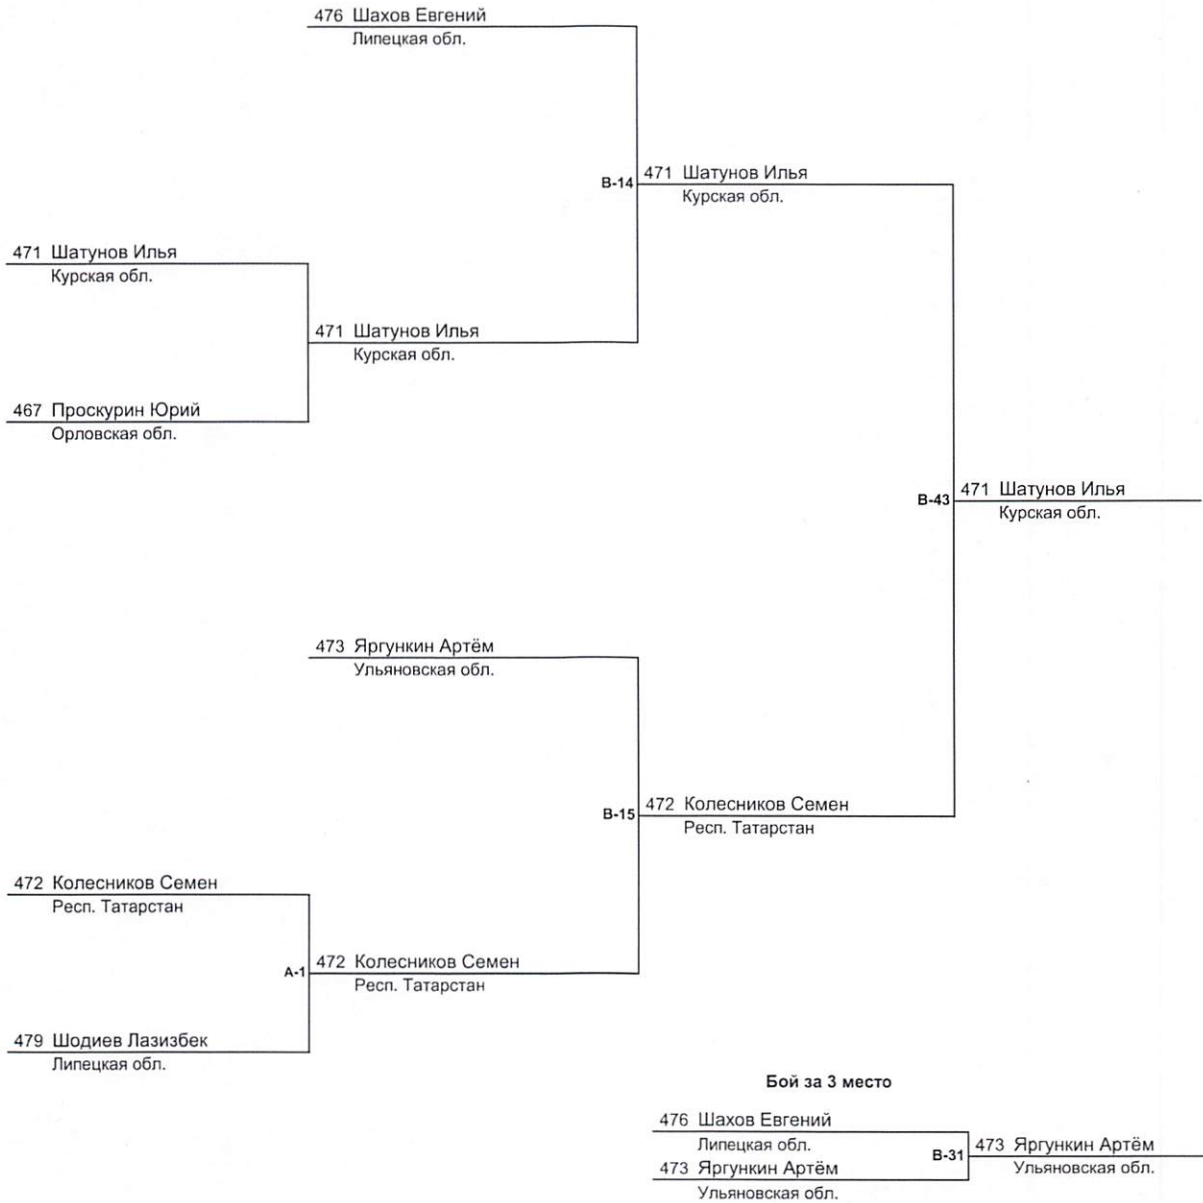 476 Шахов Евгений
Липецкая обл.
B-14
471 Шатунов Илья
Курская обл.
471 Шатунов Илья
Курская обл.
471 Шатунов Илья
Курская обл.
467 Проскурин Юрий
Орловская обл.
B-43
471 Шатунов Илья
Курская обл.
473 Яргункин Артём
Ульяновская обл.
B-15
472 Колесников Семен
Респ. Татарстан
472 Колесников Семен
Респ. Татарстан
A-1
472 Колесников Семен
Респ. Татарстан
479 Шодиев Лазизбек
Липецкая обл.
Бой за 3 место
476 Шахов Евгений
Липецкая обл.
B-31
473 Яргункин Артём
Ульяновская обл.
473 Яргункин Артём
Ульяновская обл.